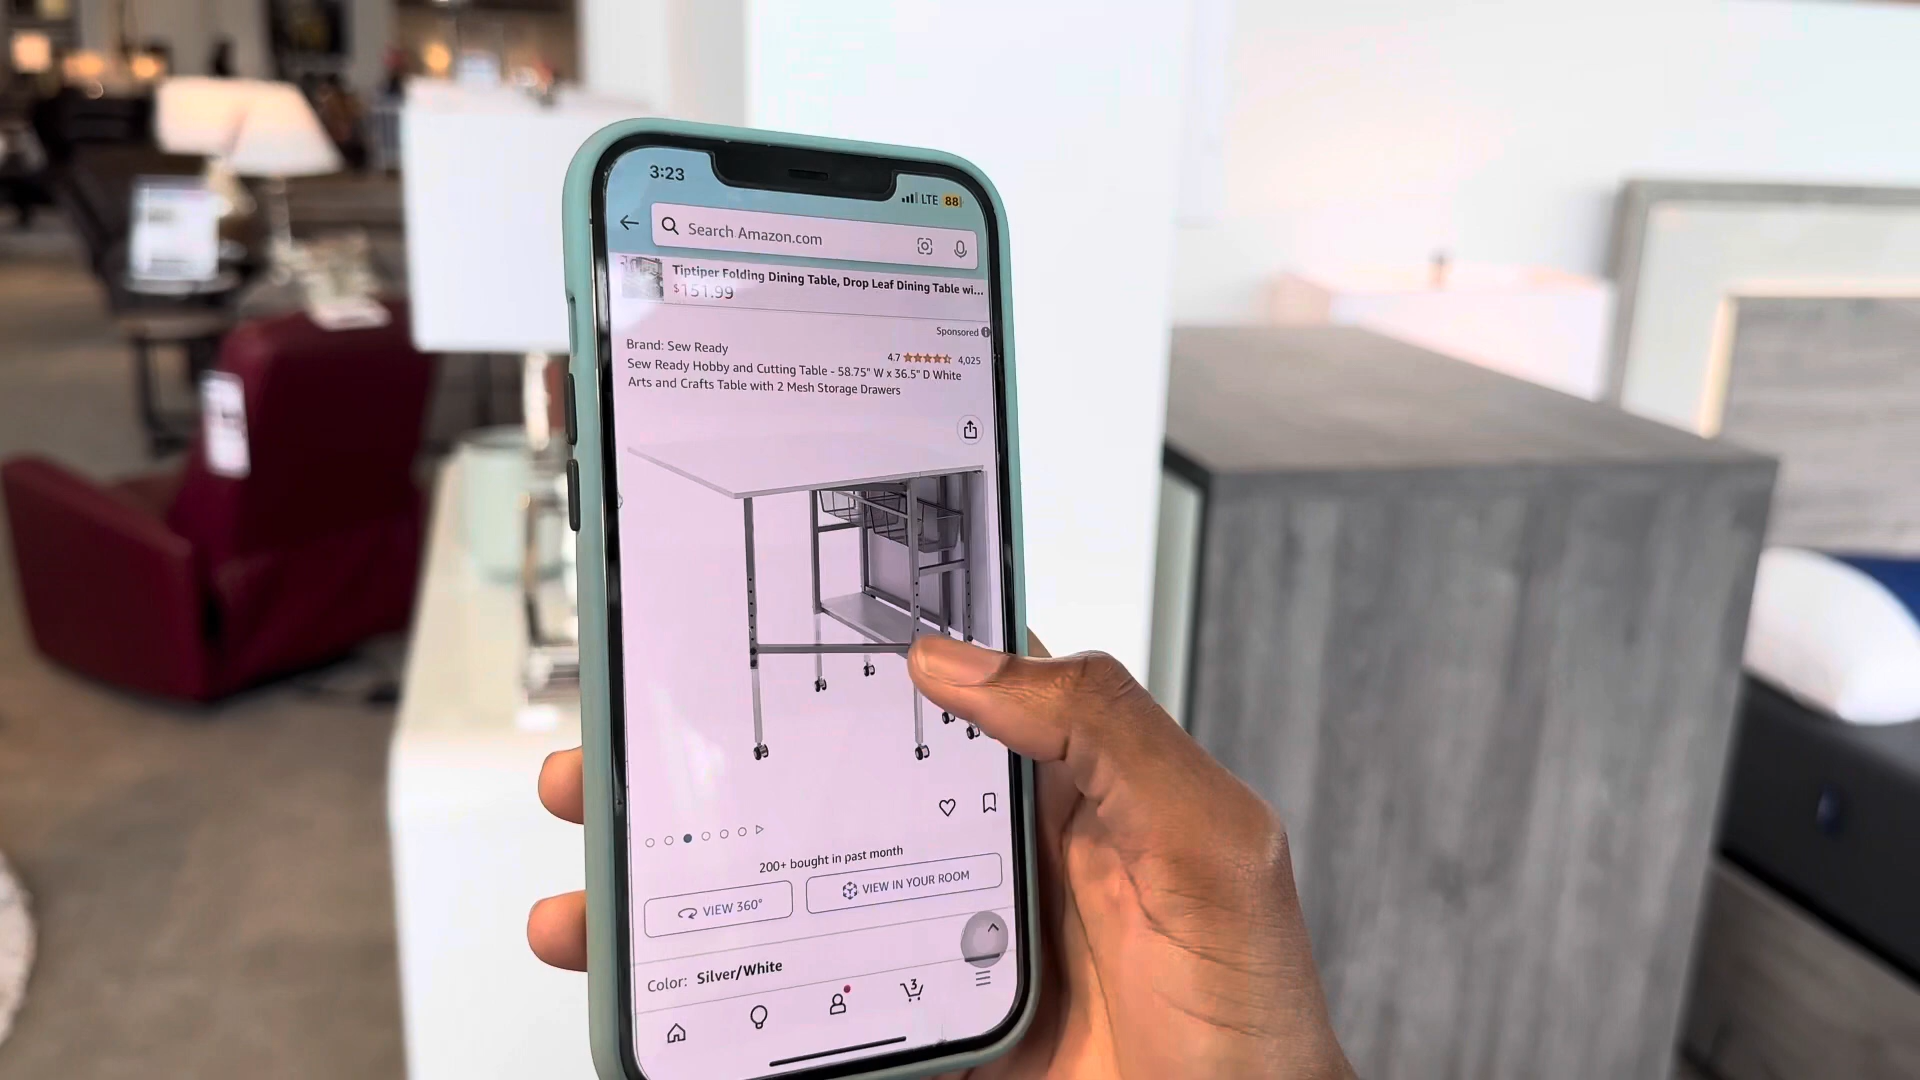 3:23
LTE 88
Search Amazon.com
Tiptiper Folding Dining Table, Drop Leaf Dining Table wi...
$151.99
Sponsored
Brand: Sew Ready
4.7 4,025
Sew Ready Hobby and Cutting Table - 58.75" W x 36.5" D White
Arts and Crafts Table with 2 Mesh Storage Drawers
200+ bought in past month
VIEW 360°
VIEW IN YOUR ROOM
Color: Silver/White
3